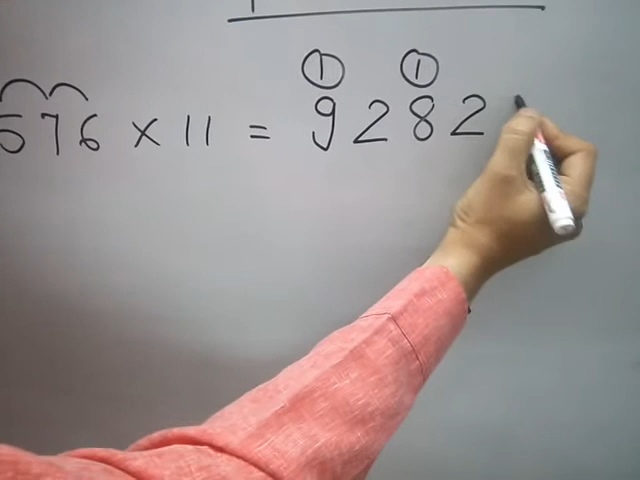 ① ①
576 × 11 = 9282